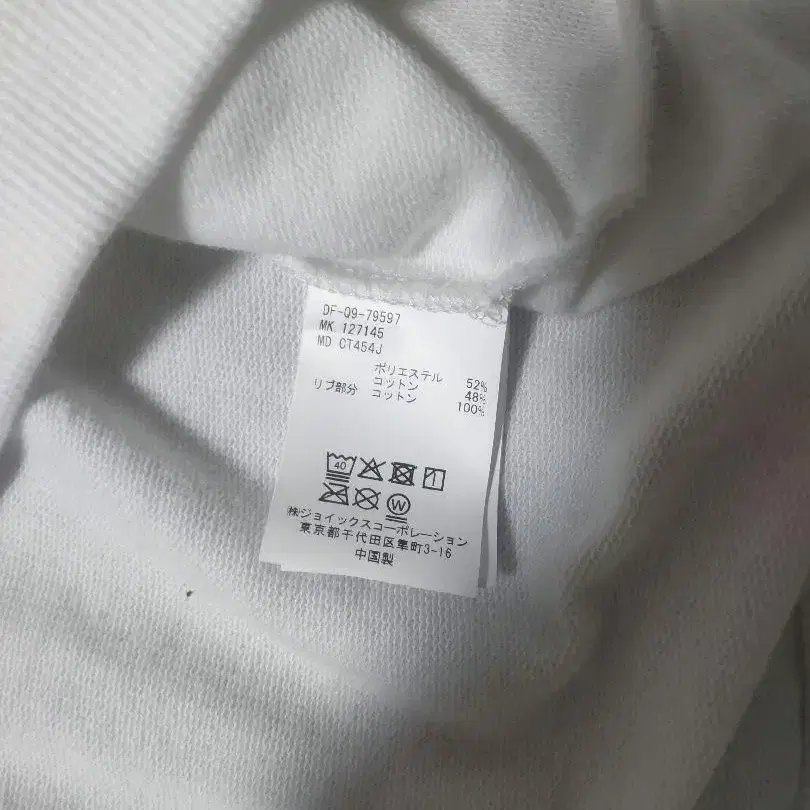 DF-09-79597
MK 127145
MD CT454J
ポリエステル 52%
コットン 48%
リブ部分 コットン 100%
40
W
㈱ジョイックスコーポレーション
東京都千代田区隼町3-16
中国製